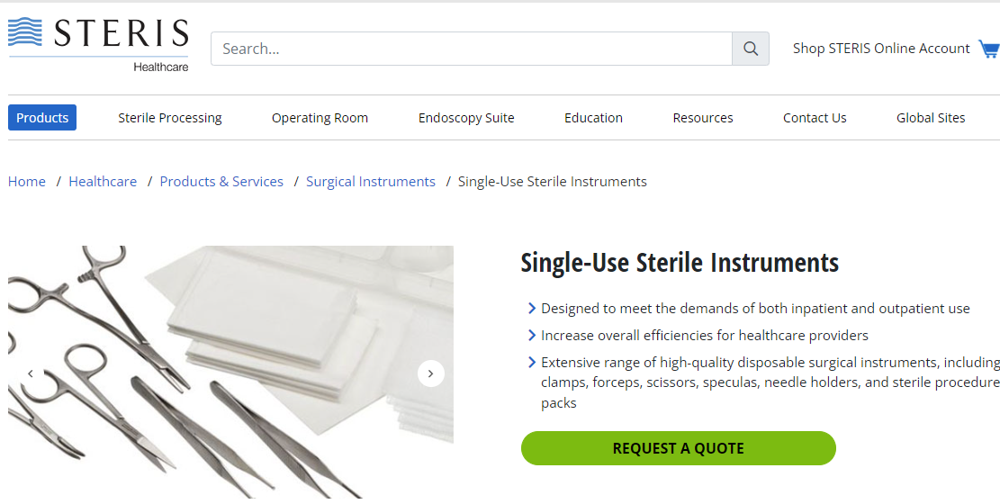 STERIS
Healthcare
Search...
Shop STERIS Online Account
Products
Sterile Processing
Operating Room
Endoscopy Suite
Education
Resources
Contact Us
Global Sites
Home / Healthcare / Products & Services / Surgical Instruments / Single-Use Sterile Instruments
Single-Use Sterile Instruments
Designed to meet the demands of both inpatient and outpatient use
Increase overall efficiencies for healthcare providers
Extensive range of high-quality disposable surgical instruments, including
clamps, forceps, scissors, speculas, needle holders, and sterile procedure
packs
REQUEST A QUOTE